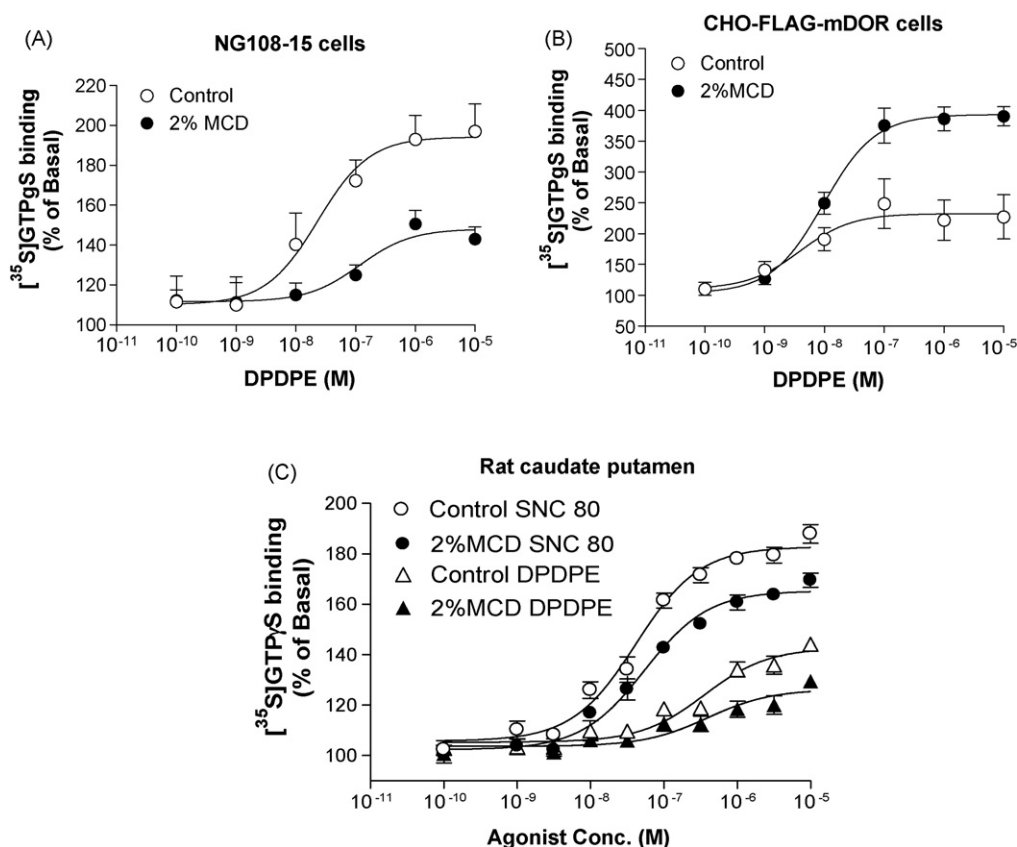 (A)
NG108-15 cells
[³⁵S]GTPgS binding
(% of Basal)
220
200
180
160
140
120
100
Control
2% MCD
10⁻¹¹ 10⁻¹⁰ 10⁻⁹ 10⁻⁸ 10⁻⁷ 10⁻⁶ 10⁻⁵
DPDPE (M)
(B)
CHO-FLAG-mDOR cells
[³⁵S]GTPgS binding
(% of Basal)
500
450
400
350
300
250
200
150
100
50
Control
2%MCD
10⁻¹¹ 10⁻¹⁰ 10⁻⁹ 10⁻⁸ 10⁻⁷ 10⁻⁶ 10⁻⁵
DPDPE (M)
(C)
Rat caudate putamen
[³⁵S]GTPγS binding
(% of Basal)
200
180
160
140
120
100
Control SNC 80
2%MCD SNC 80
Control DPDPE
2%MCD DPDPE
10⁻¹¹ 10⁻¹⁰ 10⁻⁹ 10⁻⁸ 10⁻⁷ 10⁻⁶ 10⁻⁵
Agonist Conc. (M)